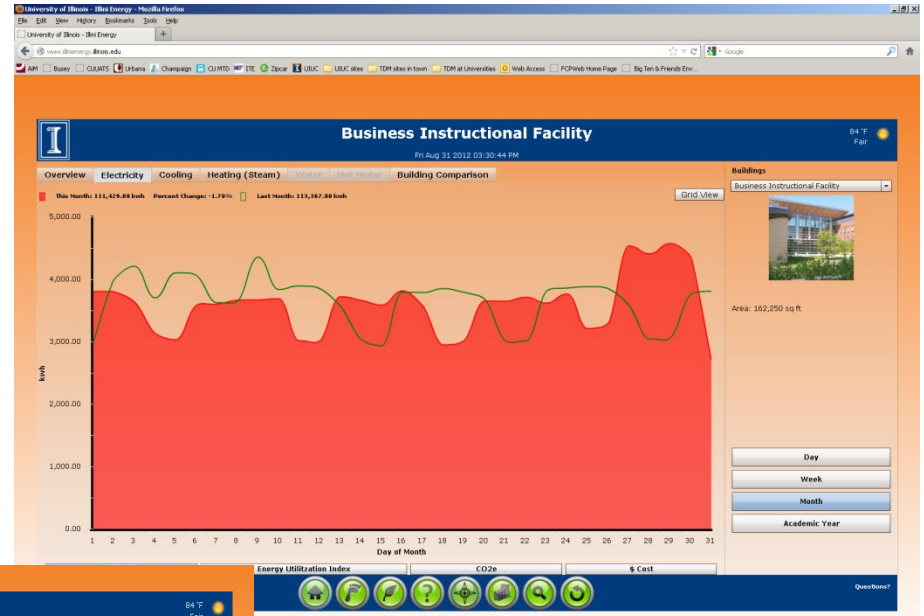 University of Illinois - Illini Energy - Mozilla Firefox
File Edit View History Bookmarks Tools Help
University of Illinois - Illini Energy +
www.illinienergy.illinois.edu
Google
AIM Busey CUUATS Urbana Champaign CU MTD ITE Zipcar UIUC UIUC sites TDM sites in town TDM at Universities Web Access FCPWeb Home Page Big Ten & Friends Env...
Business Instructional Facility
Fri Aug 31 2012 03:30:44 PM
84 °F
Fair
Overview Electricity Cooling Heating (Steam) Water Hot Water Building Comparison
This Month: 111,429.00 kwh Percent Change: -1.70% Last Month: 113,367.00 kwh
Grid View
Buildings
Business Instructional Facility
Area: 162,250 sq ft
5,000.00
4,000.00
3,000.00
kwh
2,000.00
1,000.00
0.00
1 2 3 4 5 6 7 8 9 10 11 12 13 14 15 16 17 18 19 20 21 22 23 24 25 26 27 28 29 30 31
Day of Month
Day
Week
Month
Academic Year
Energy Utilitzation Index CO2e $ Cost
Questions?
84 °F